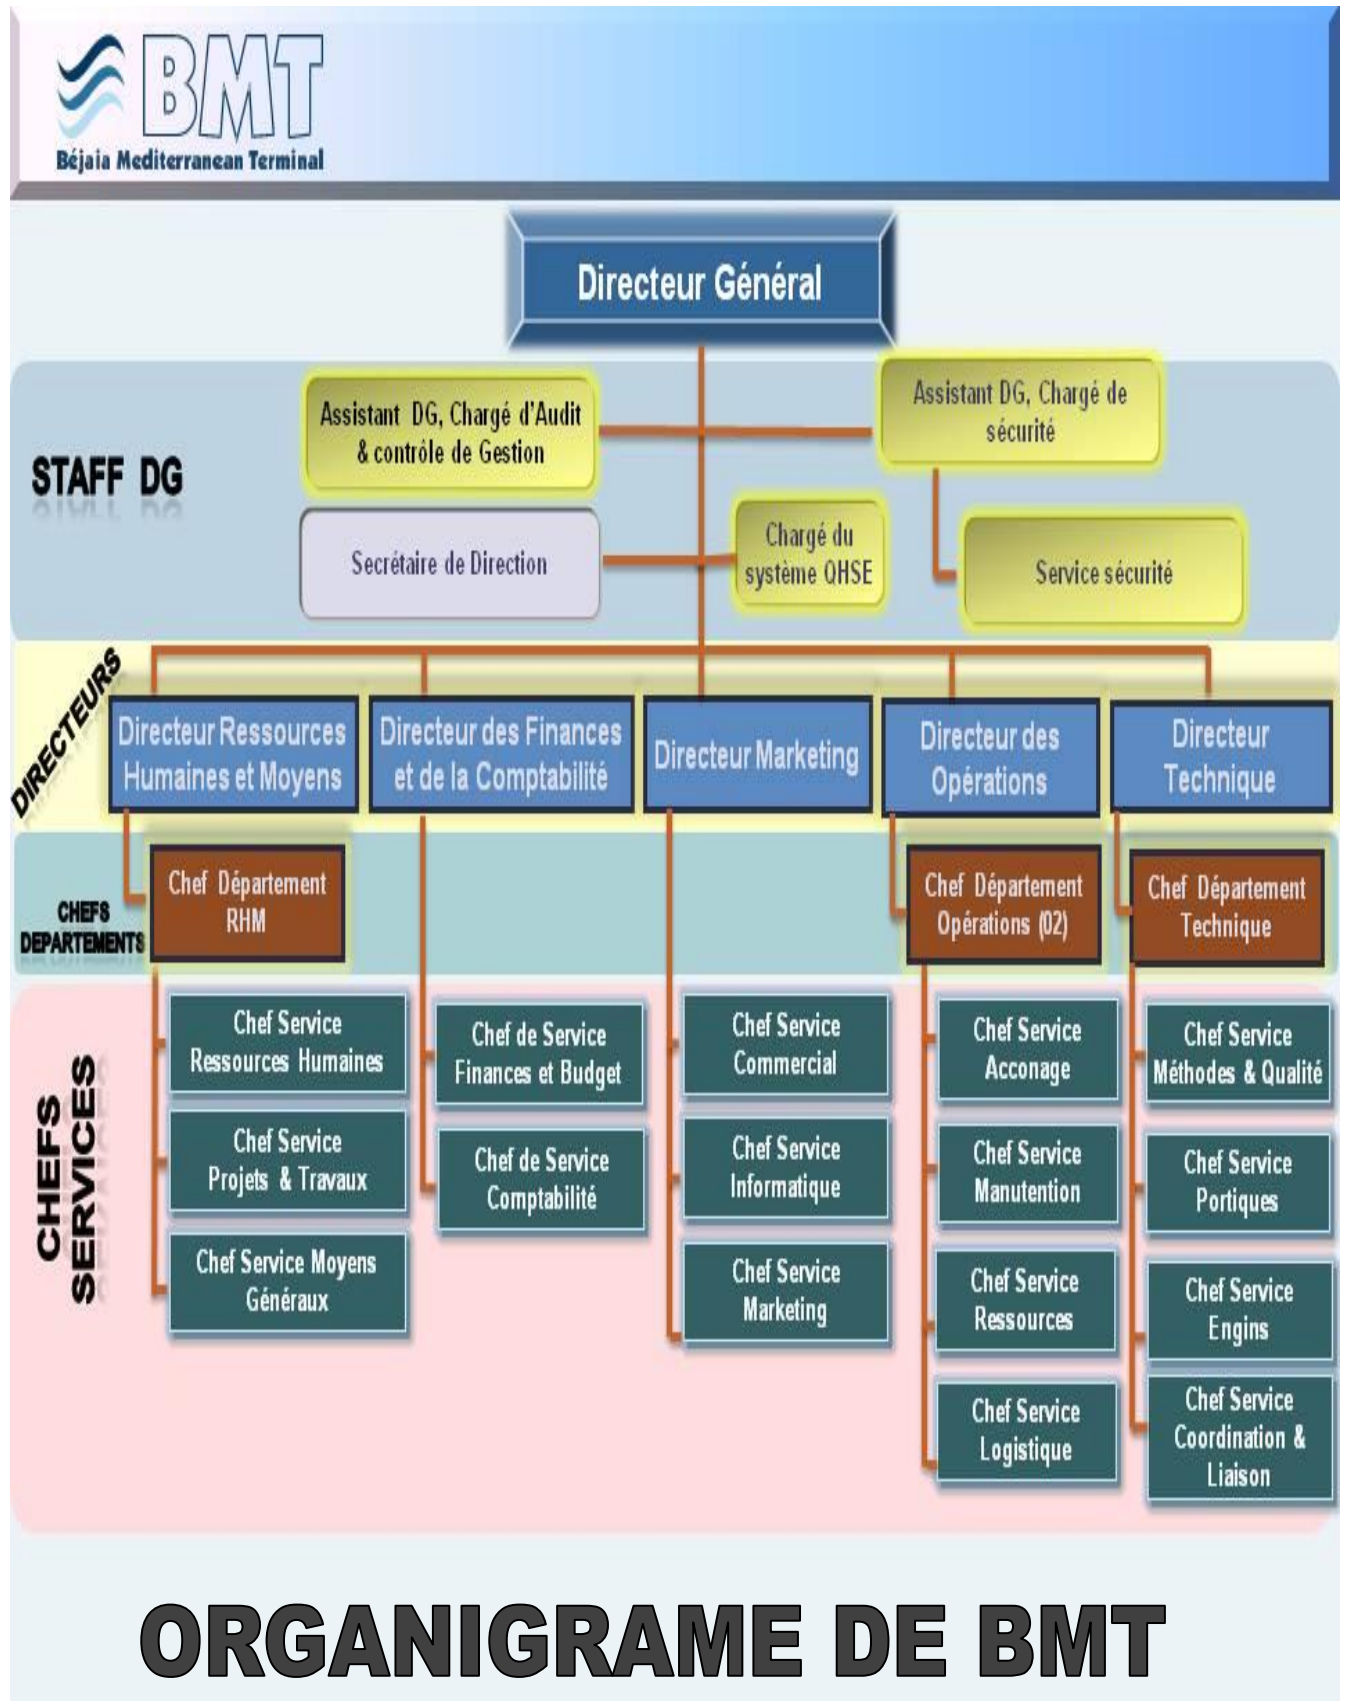 BMT
Béjaia Mediterranean Terminal
Directeur Général
STAFF DG
Assistant DG, Chargé d'Audit
& contrôle de Gestion
Assistant DG, Chargé de
sécurité
Secrétaire de Direction
Chargé du
système QHSE
Service sécurité
DIRECTEURS
Directeur Ressources
Humaines et Moyens
Directeur des Finances
et de la Comptabilité
Directeur Marketing
Directeur des
Opérations
Directeur
Technique
CHEFS
DEPARTEMENTS
Chef Département
RHM
Chef Département
Opérations (02)
Chef Département
Technique
CHEFS
SERVICES
Chef Service
Ressources Humaines
Chef Service
Projets & Travaux
Chef Service Moyens
Généraux
Chef de Service
Finances et Budget
Chef de Service
Comptabilité
Chef Service
Commercial
Chef Service
Informatique
Chef Service
Marketing
Chef Service
Acconage
Chef Service
Manutention
Chef Service
Ressources
Chef Service
Logistique
Chef Service
Méthodes & Qualité
Chef Service
Portiques
Chef Service
Engins
Chef Service
Coordination &
Liaison
ORGANIGRAME DE BMT